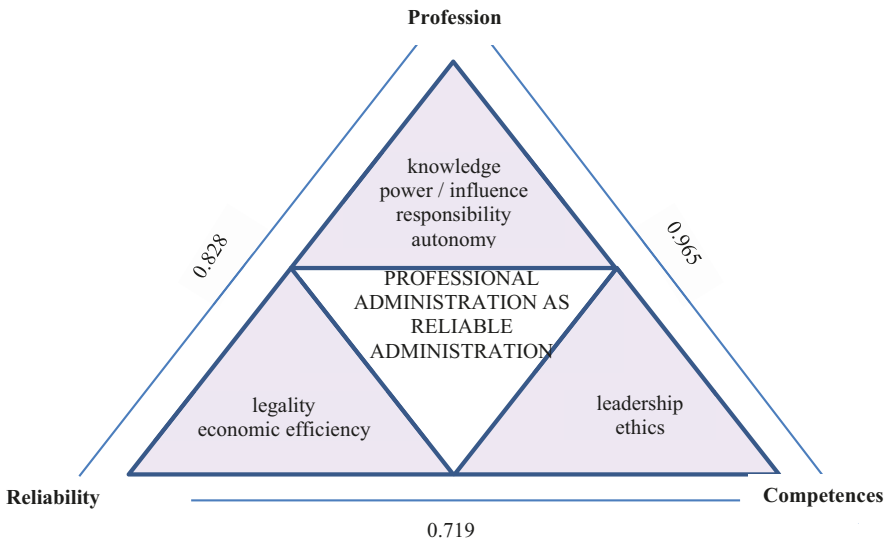 Profession
knowledge
power / influence
responsibility
autonomy
0.828
0.965
PROFESSIONAL
ADMINISTRATION AS
RELIABLE
ADMINISTRATION
legality
economic efficiency
leadership
ethics
Reliability
Competences
0.719